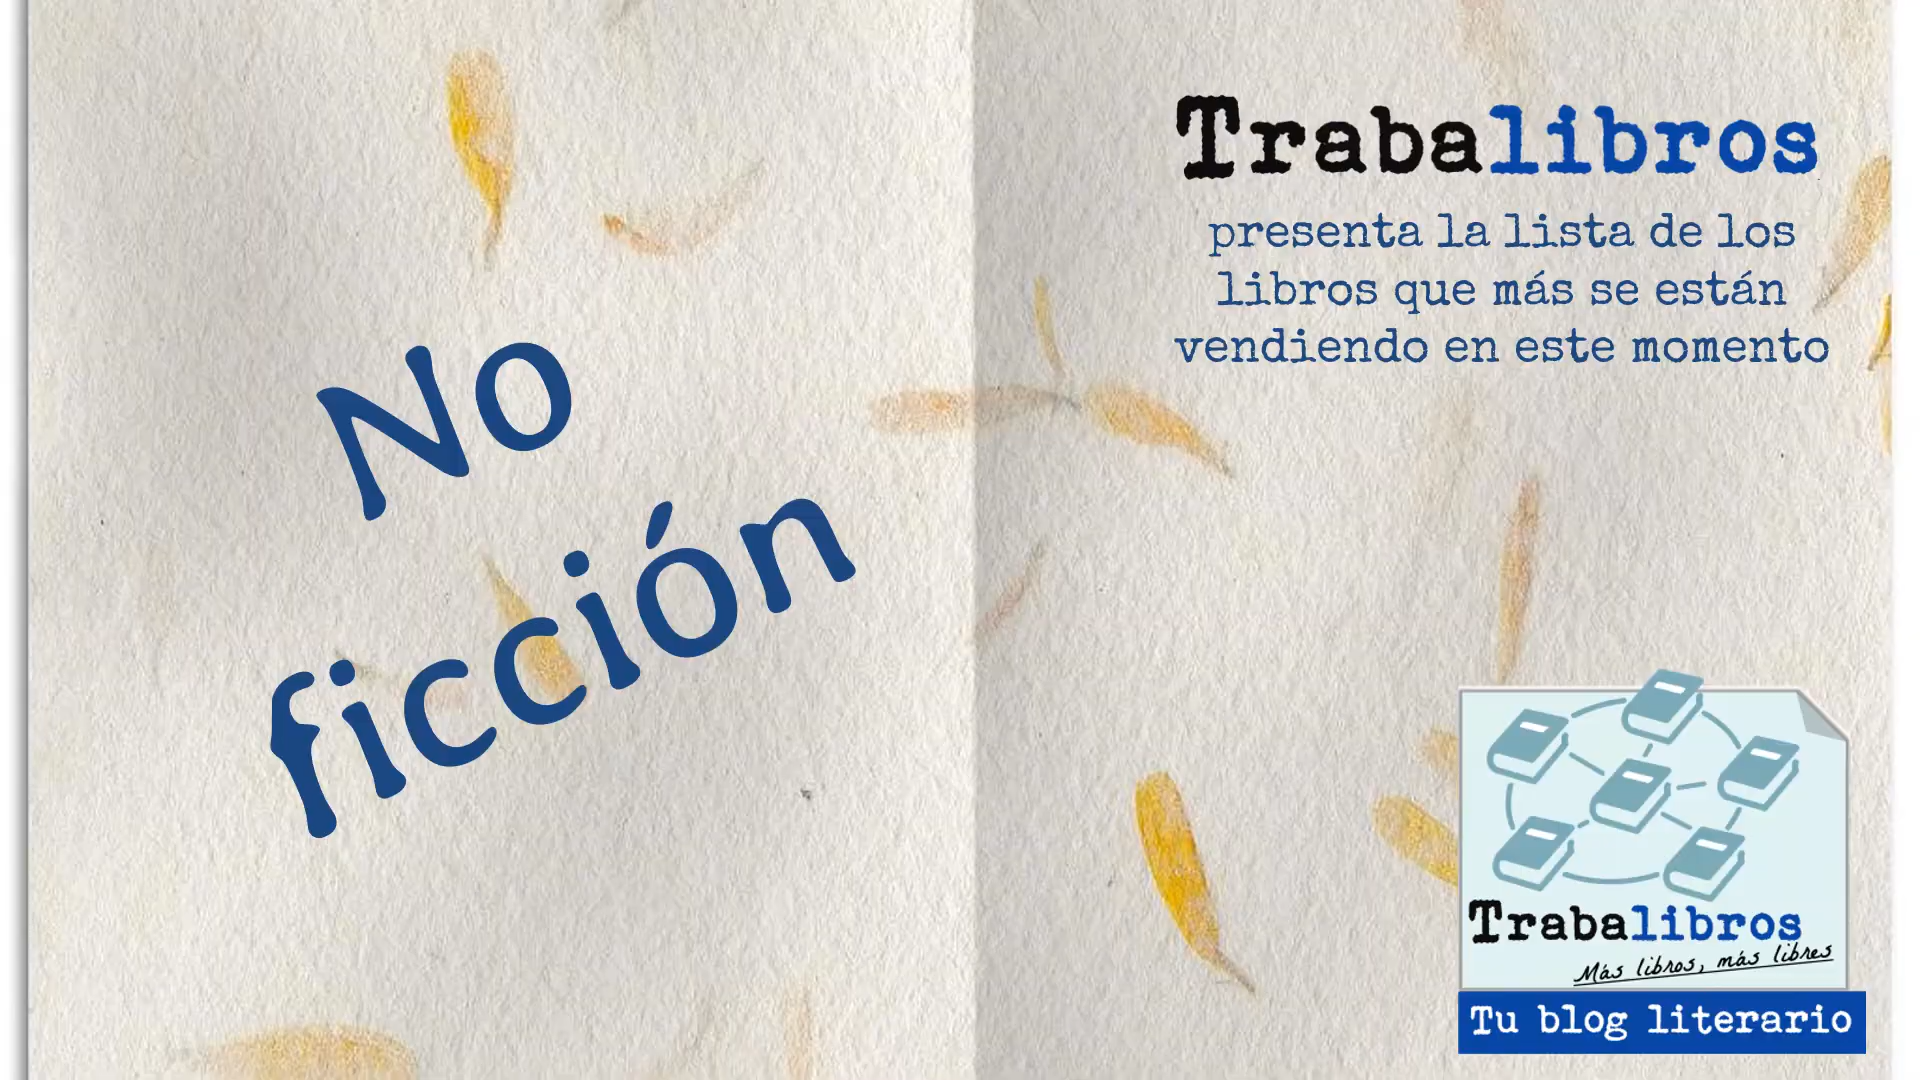 No
ficción
Trabalibros
presenta la lista de los
libros que más se están
vendiendo en este momento
Trabalibros
Más libros, más libres
Tu blog literario